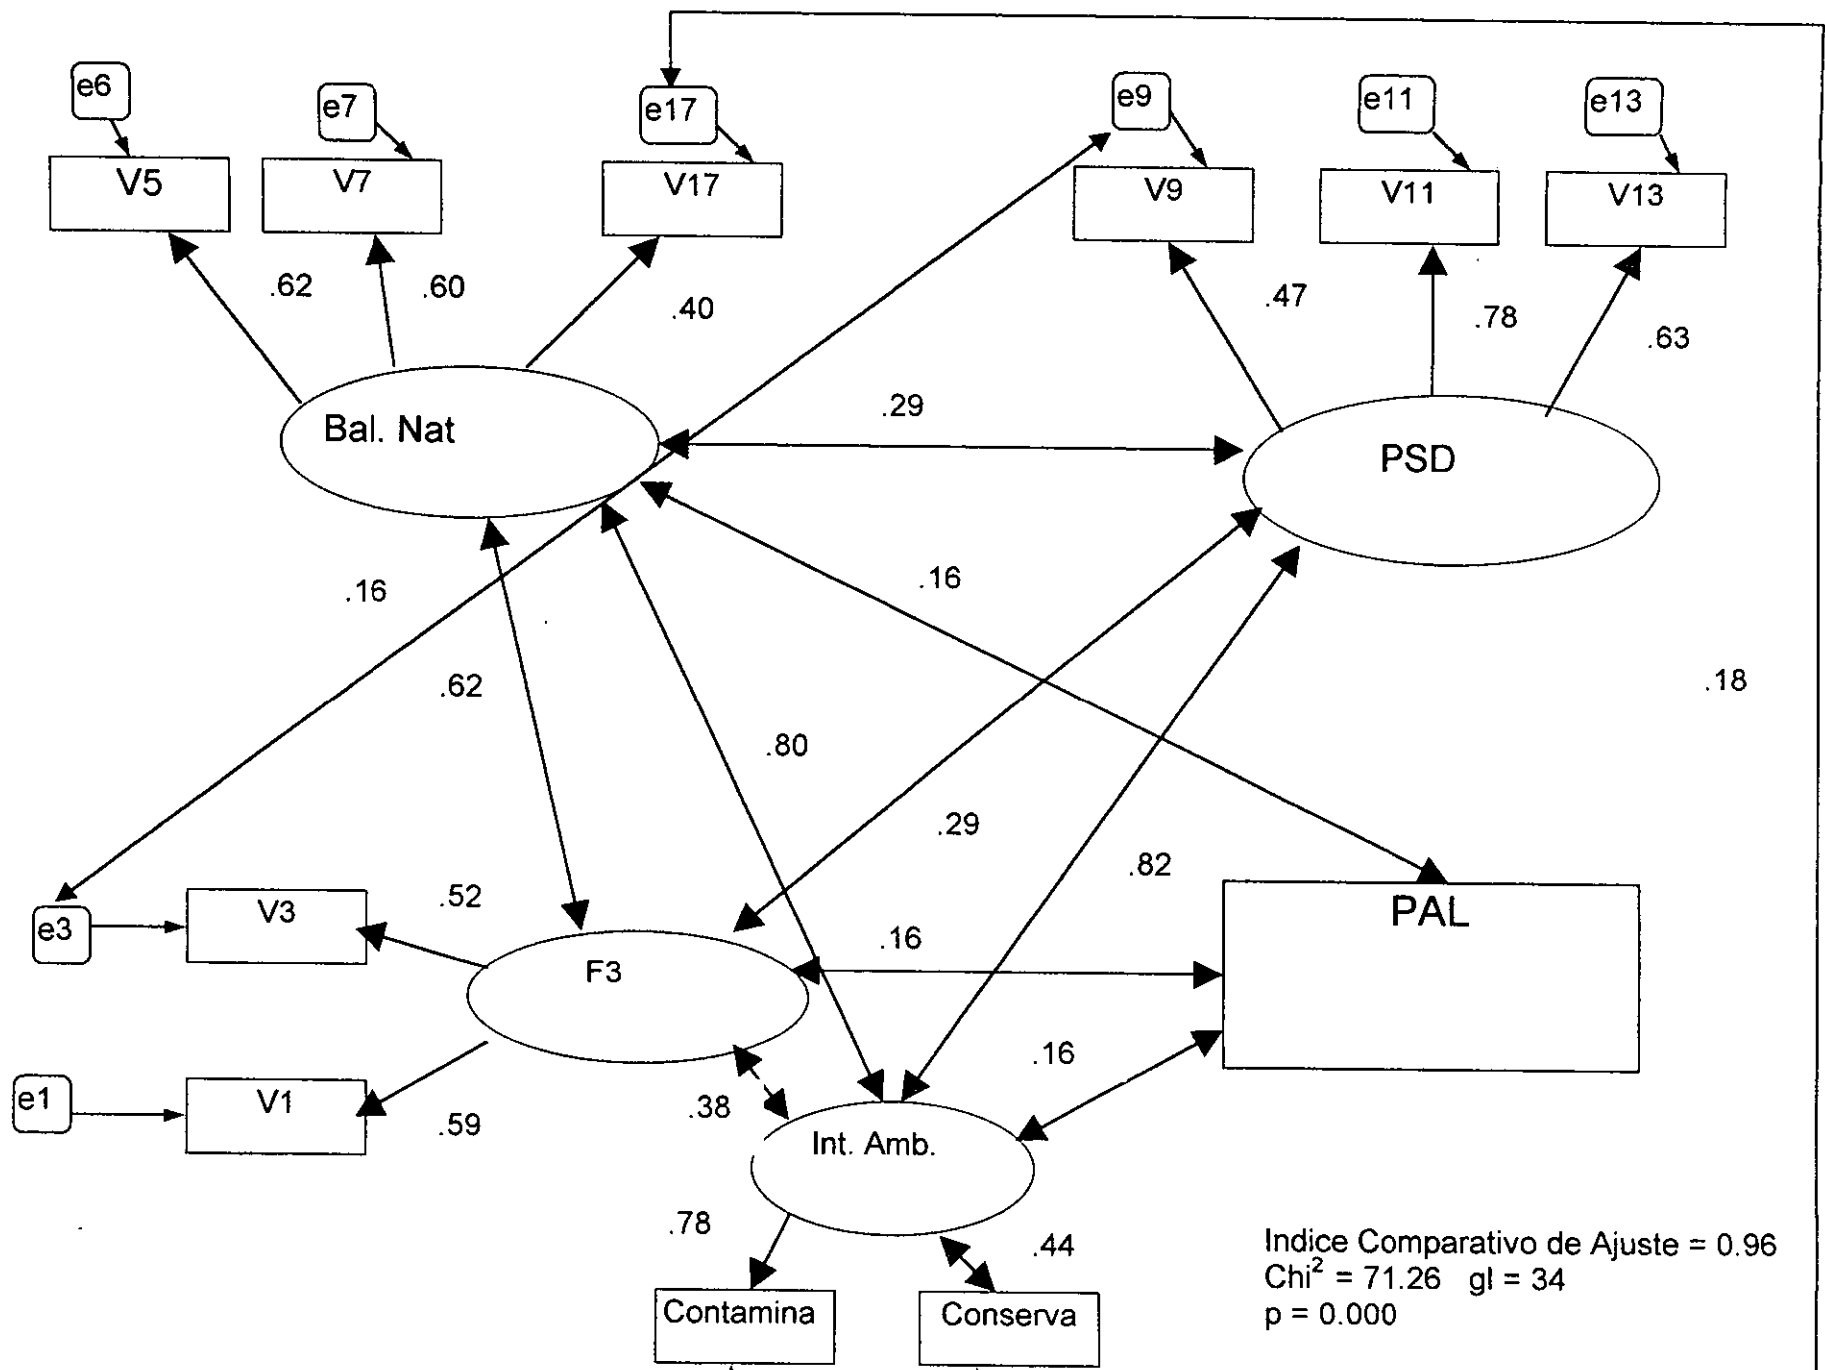 e6
e7
e17
e9
e11
e13
V5
V7
V17
V9
V11
V13
.62
.60
.40
.47
.78
.63
Bal. Nat
.29
PSD
.16
.16
.62
.18
.80
.29
.82
.52
V3
e3
PAL
.16
F3
.16
e1
V1
.59
.38
Int. Amb.
.78
.44
Contamina
Conserva
Indice Comparativo de Ajuste = 0.96
Chi² = 71.26 gl = 34
p = 0.000